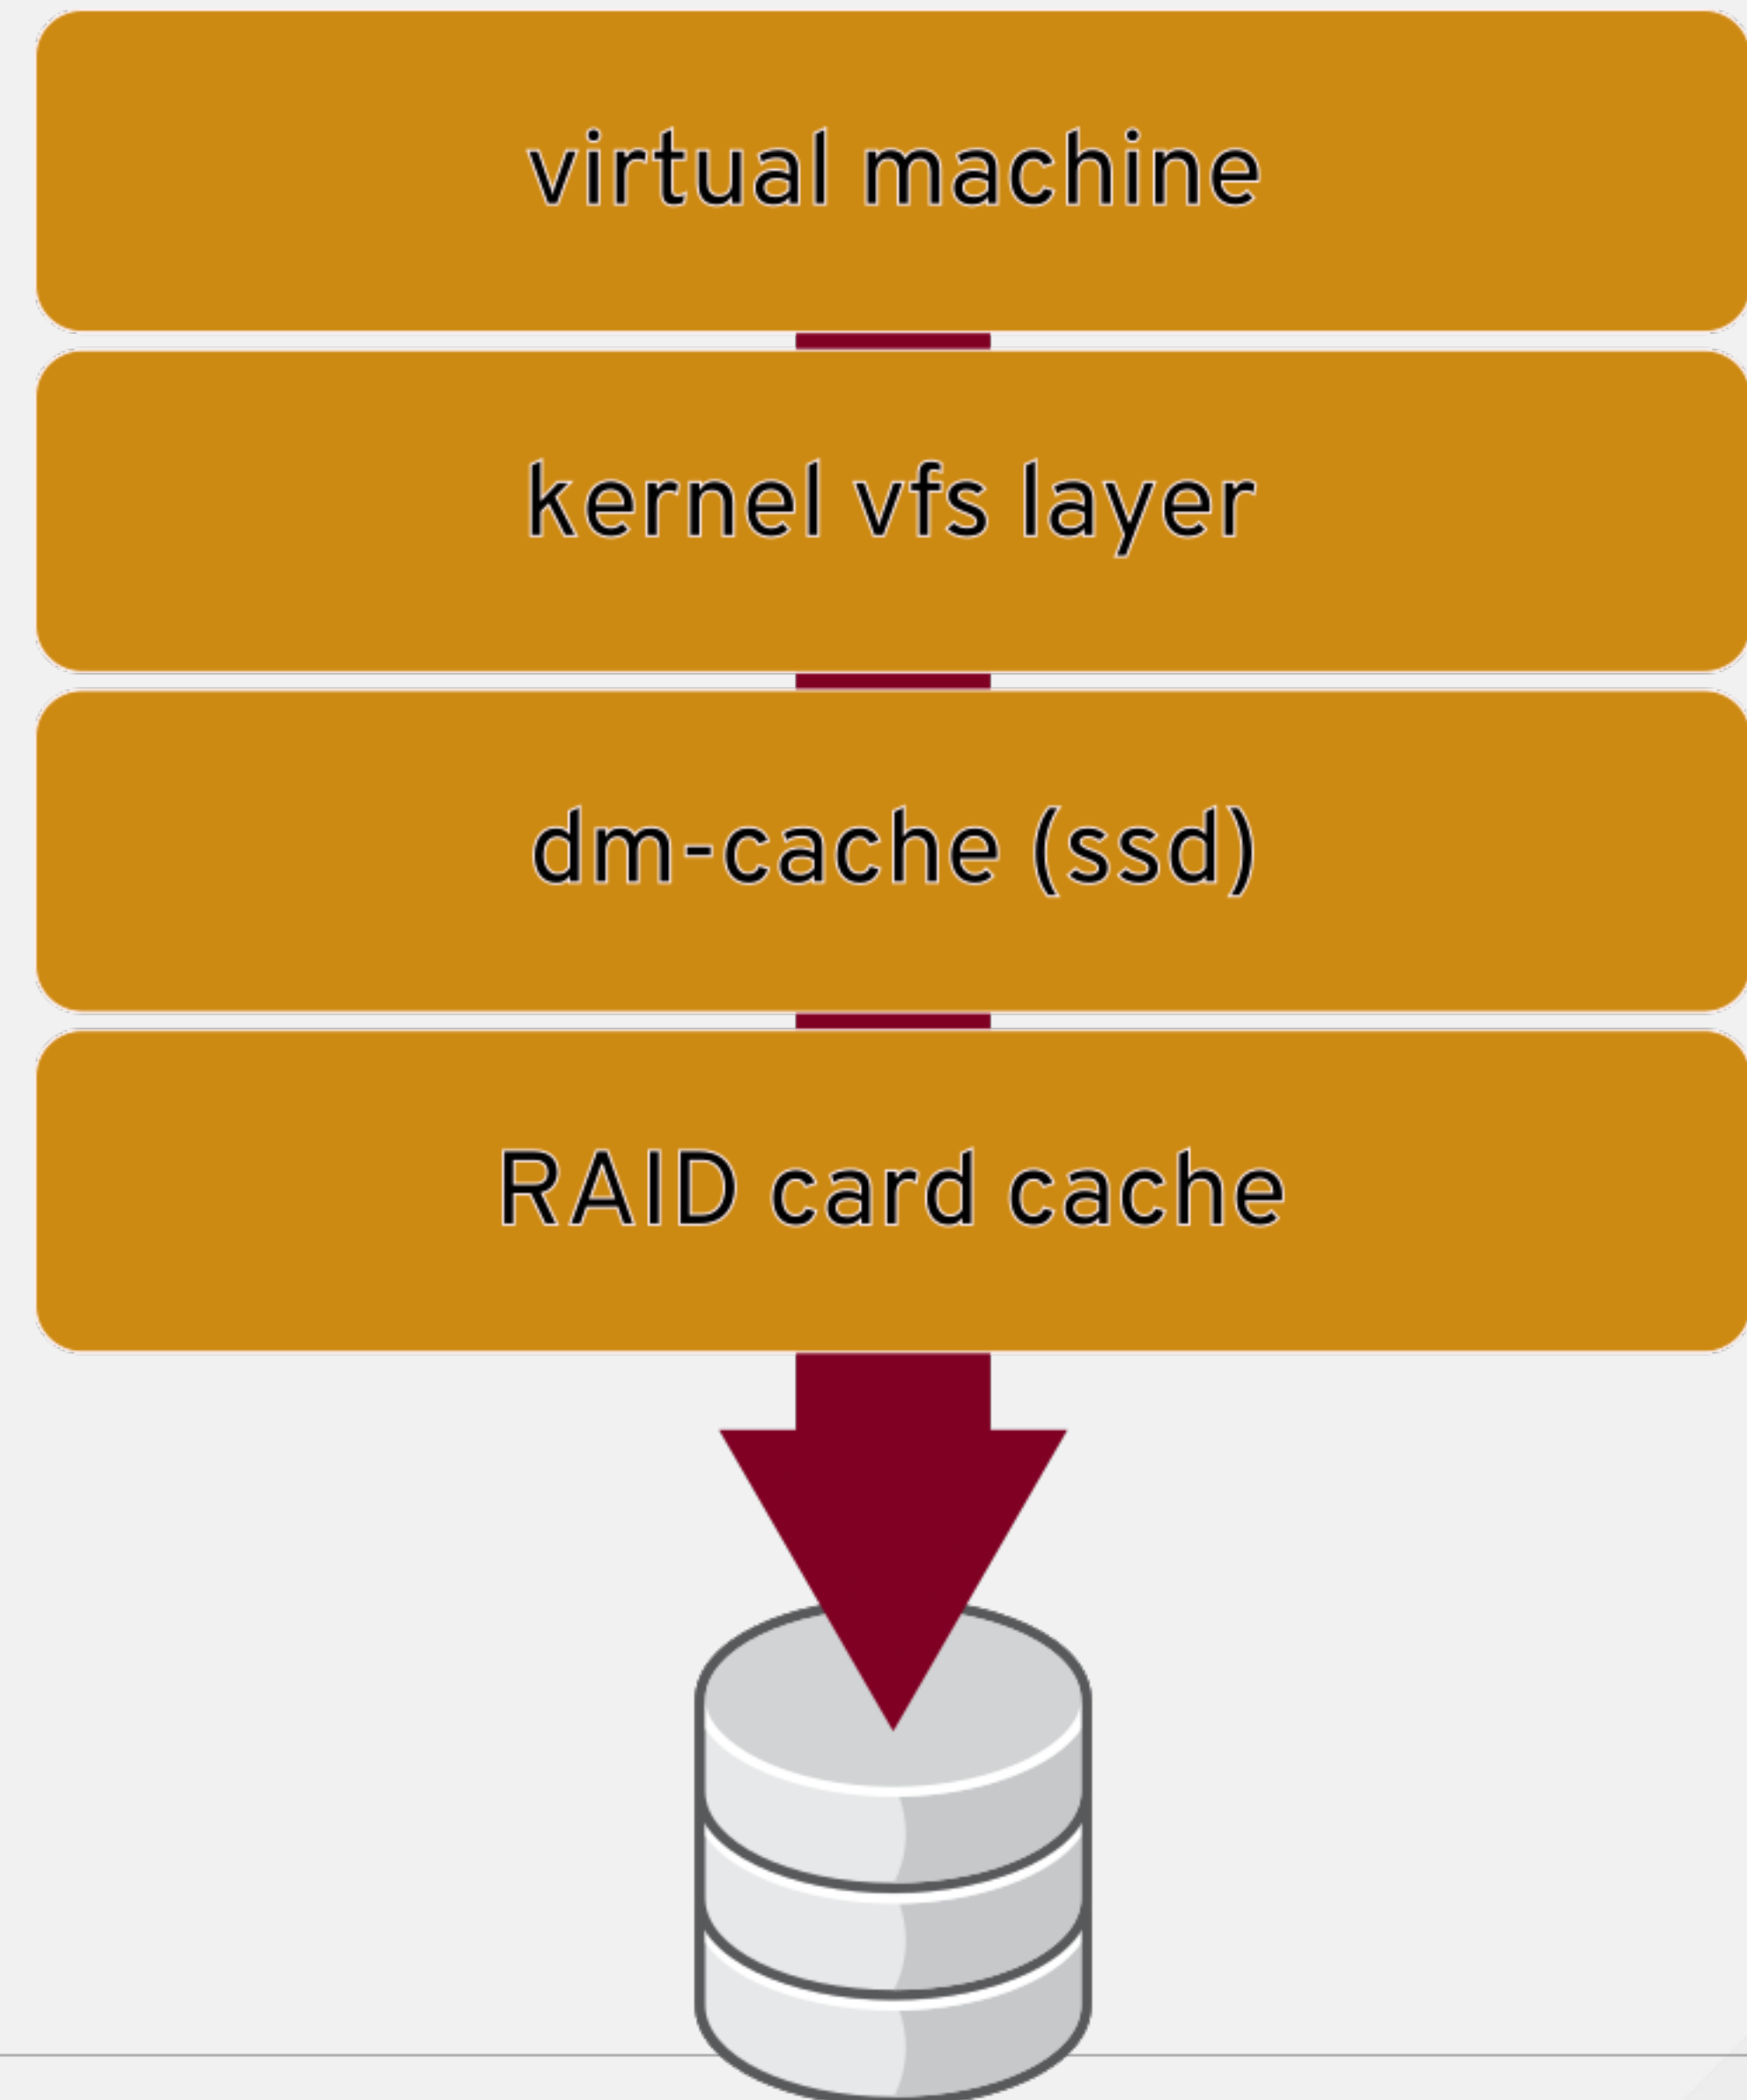 virtual machine
kernel vfs layer
dm-cache (ssd)
RAID card cache